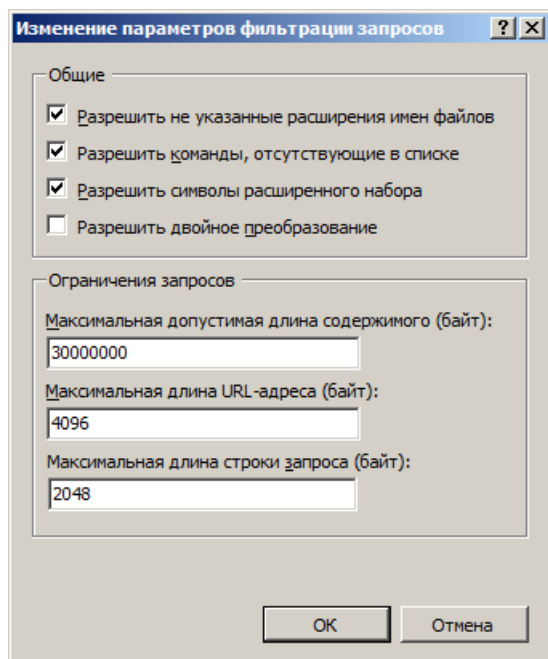 Изменение параметров фильтрации запросов
Общие
Разрешить не указанные расширения имен файлов
Разрешить команды, отсутствующие в списке
Разрешить символы расширенного набора
Разрешить двойное преобразование
Ограничения запросов
Максимальная допустимая длина содержимого (байт):
30000000
Максимальная длина URL-адреса (байт):
4096
Максимальная длина строки запроса (байт):
2048
ОК Отмена